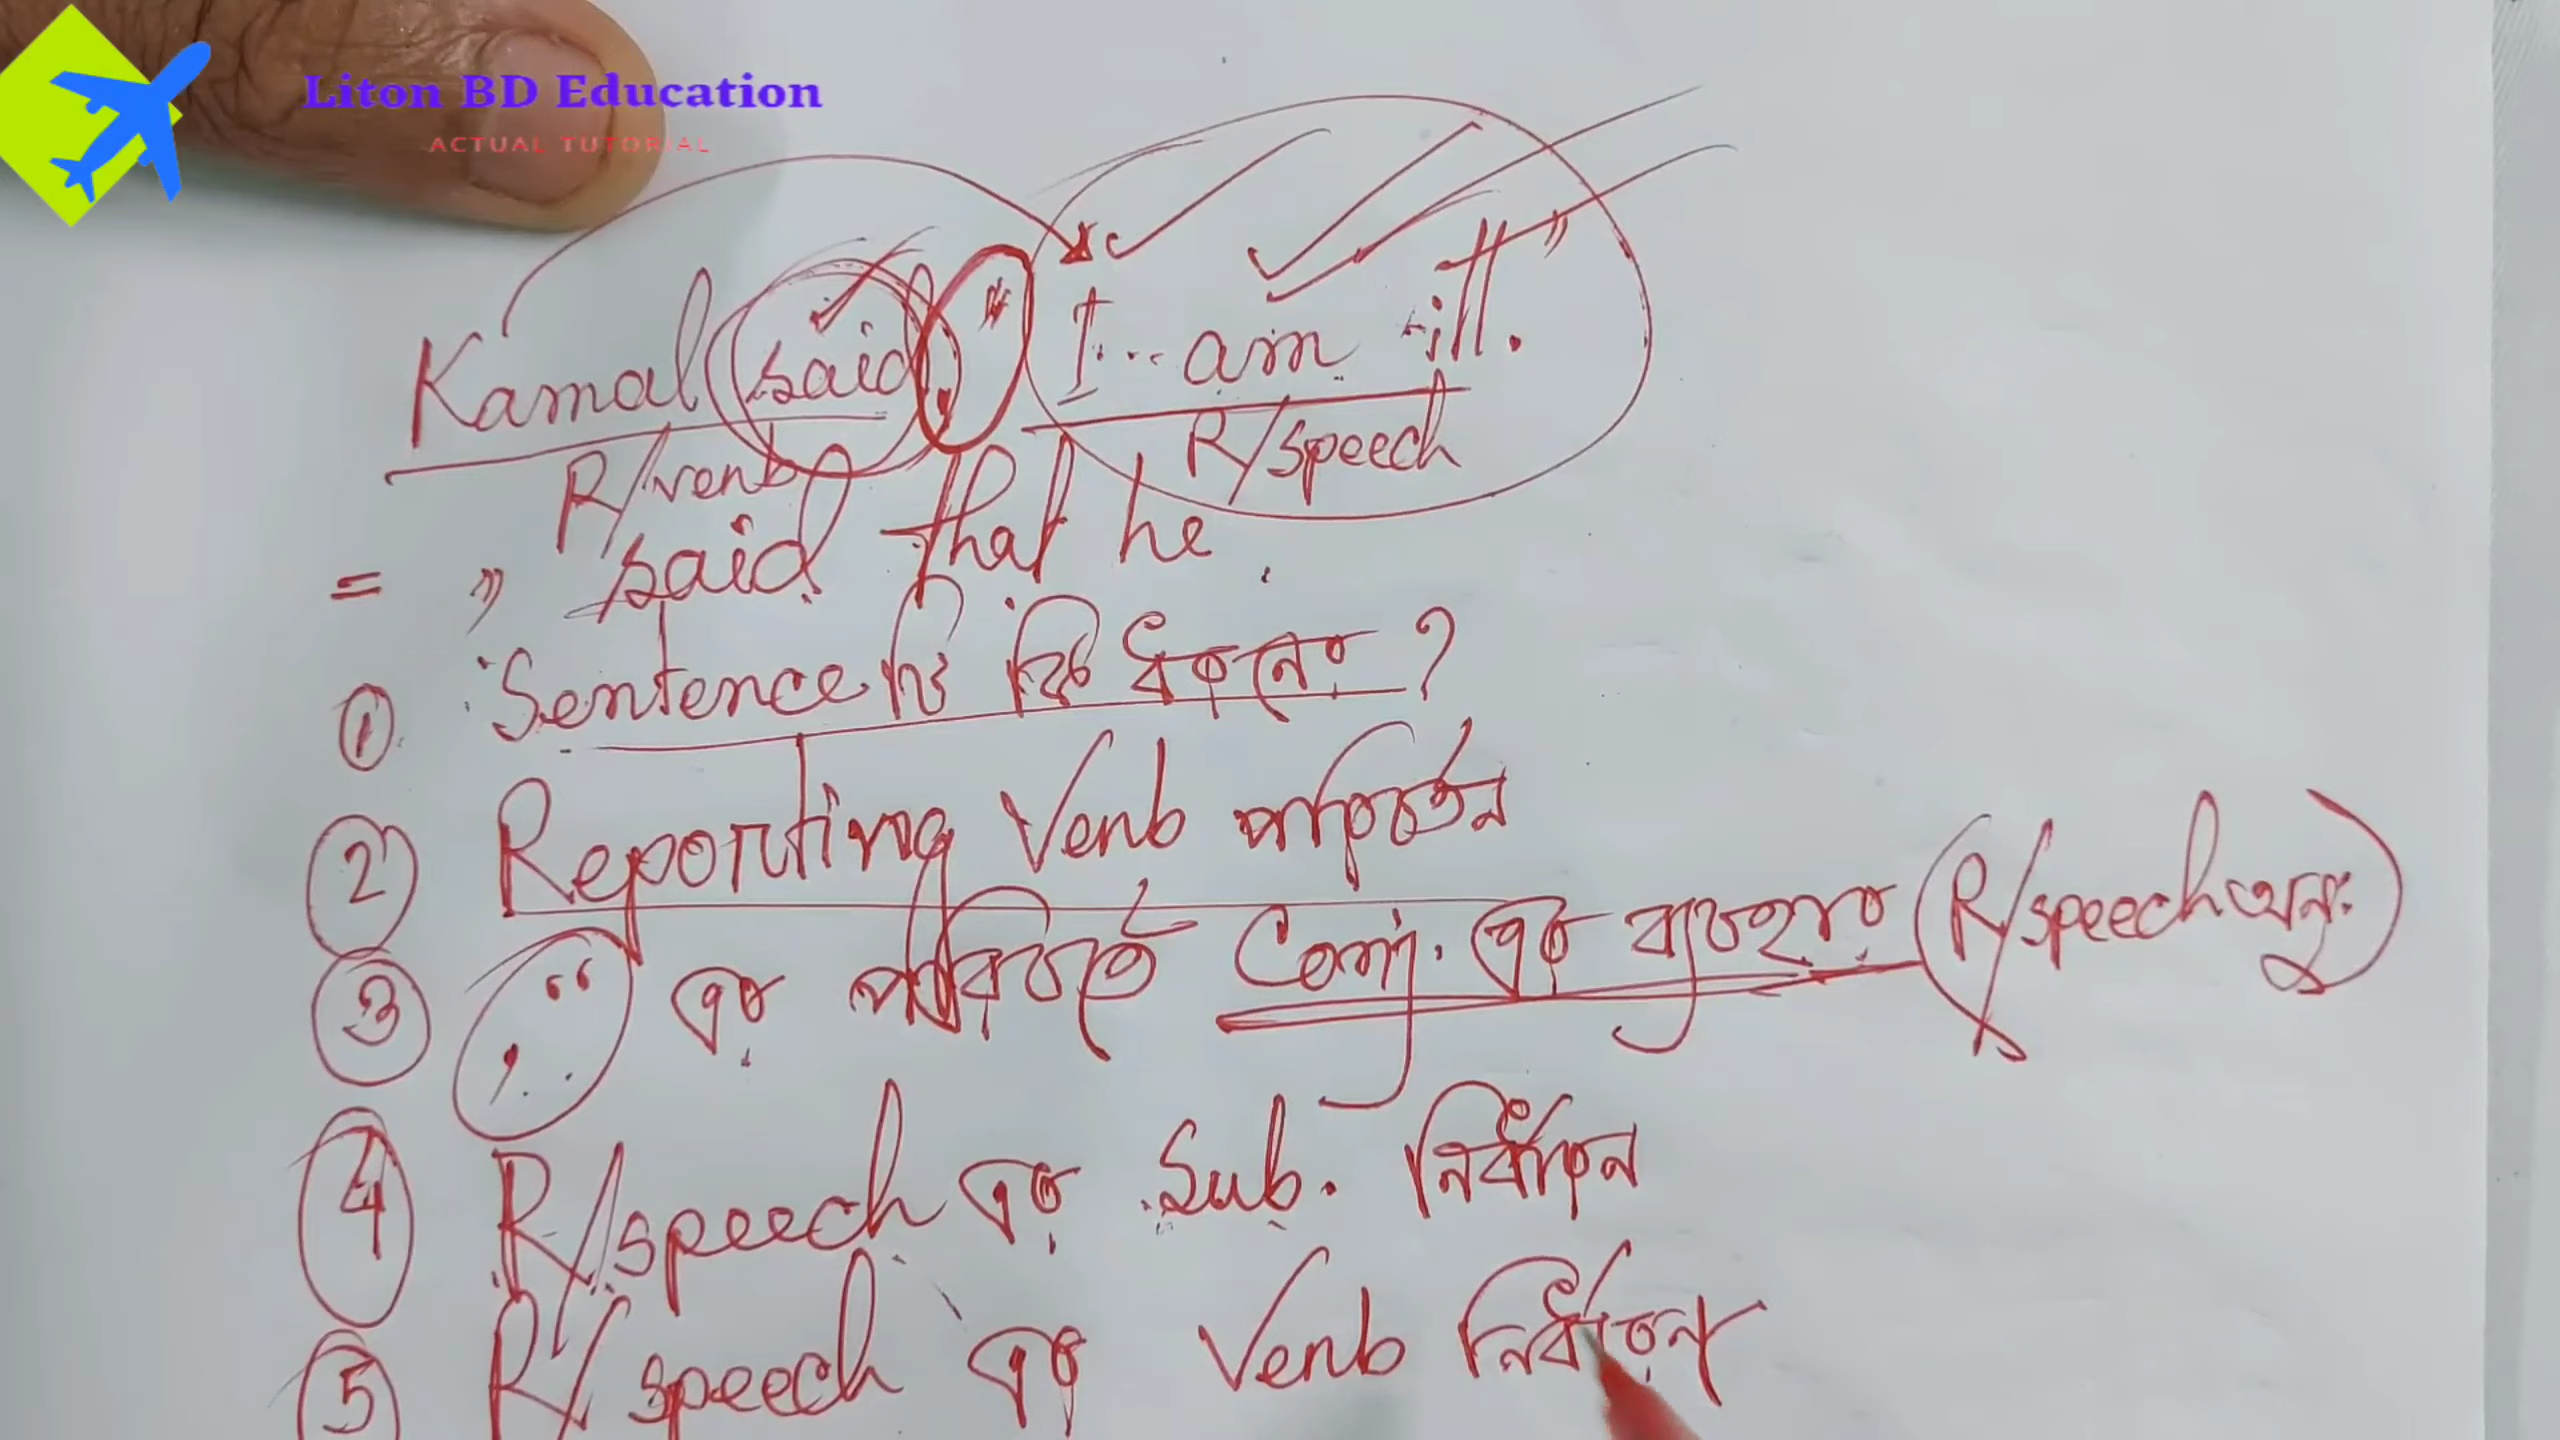 Liton BD Education
ACTUAL TUTORIAL
Kamal said, " I am ill."
R/verb R/speech
= " said that he
① Sentence টি কি ধরনের ?
② Reporting Verb পরিবর্তন
③ , " এর পরিবর্তে Conj. এর ব্যবহার (R/speech অনুঃ)
④ R/speech এর Sub. নির্ধারন
⑤ R/speech এর Verb নির্ধারন